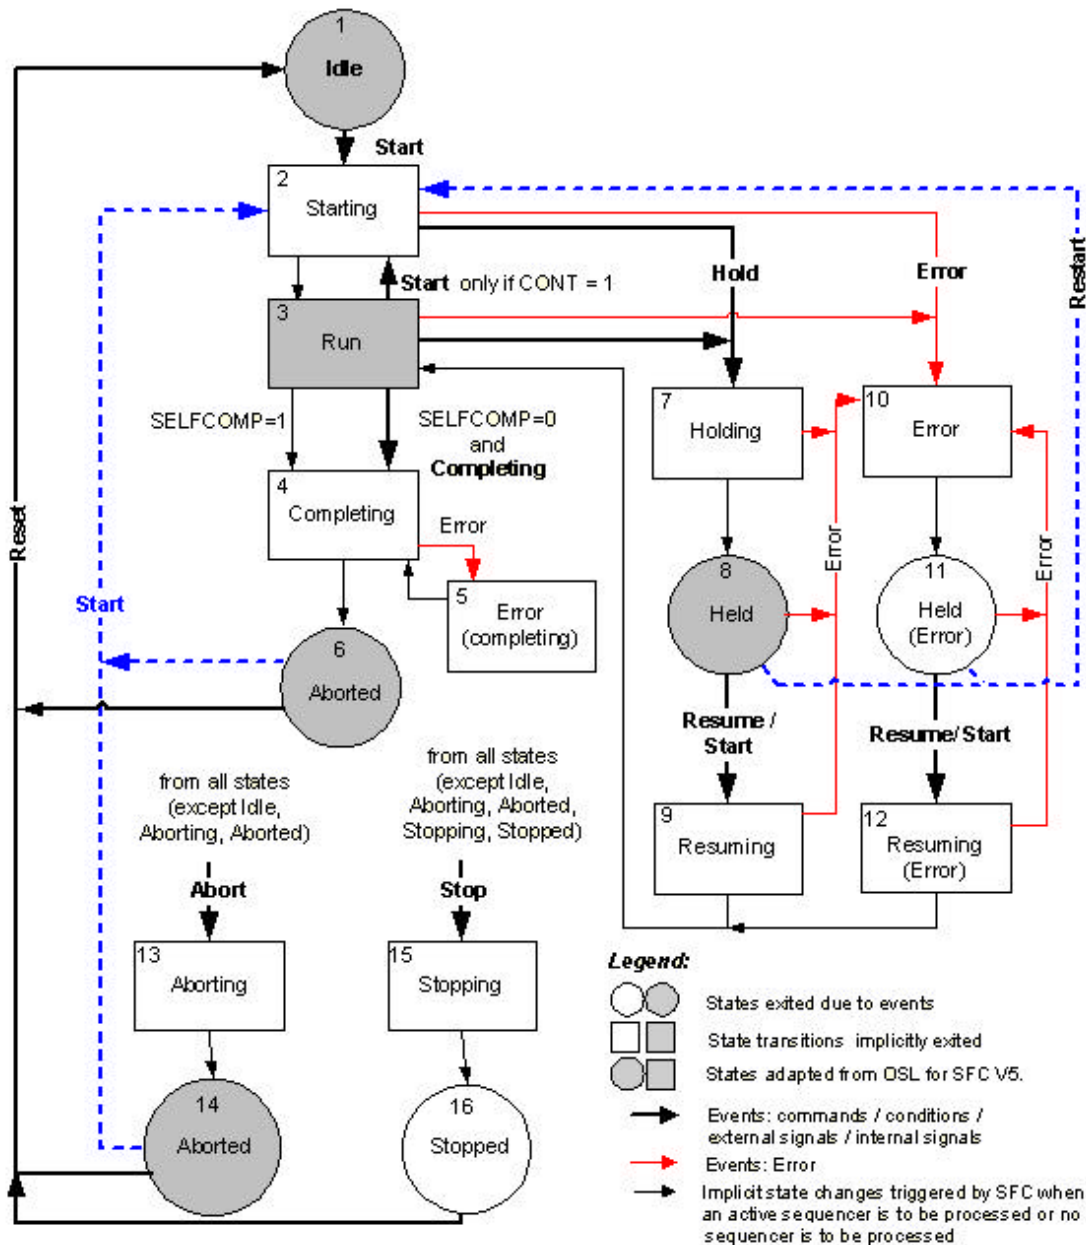 1
Idle
Start
2
Starting
Start only if CONT = 1
Hold
Error
Restart
3
Run
SELFCOMP=1
SELFCOMP=0
and
Completing
7
Holding
10
Error
4
Completing
Error
5
Error
(completing)
Reset
Start
6
Aborted
8
Held
Error
11
Held
(Error)
Error
Resume /
Start
Resume/ Start
9
Resuming
12
Resuming
(Error)
from all states
(except Idle,
Aborting, Aborted)
Abort
from all states
(except Idle,
Aborting, Aborted,
Stopping, Stopped)
Stop
13
Aborting
15
Stopping
14
Aborted
16
Stopped
Legend:
States exited due to events
State transitions implicitly exited
States adapted from OSL for SFC V5.
Events: commands / conditions /
external signals / internal signals
Events: Error
Implicit state changes triggered by SFC when
an active sequencer is to be processed or no
sequencer is to be processed